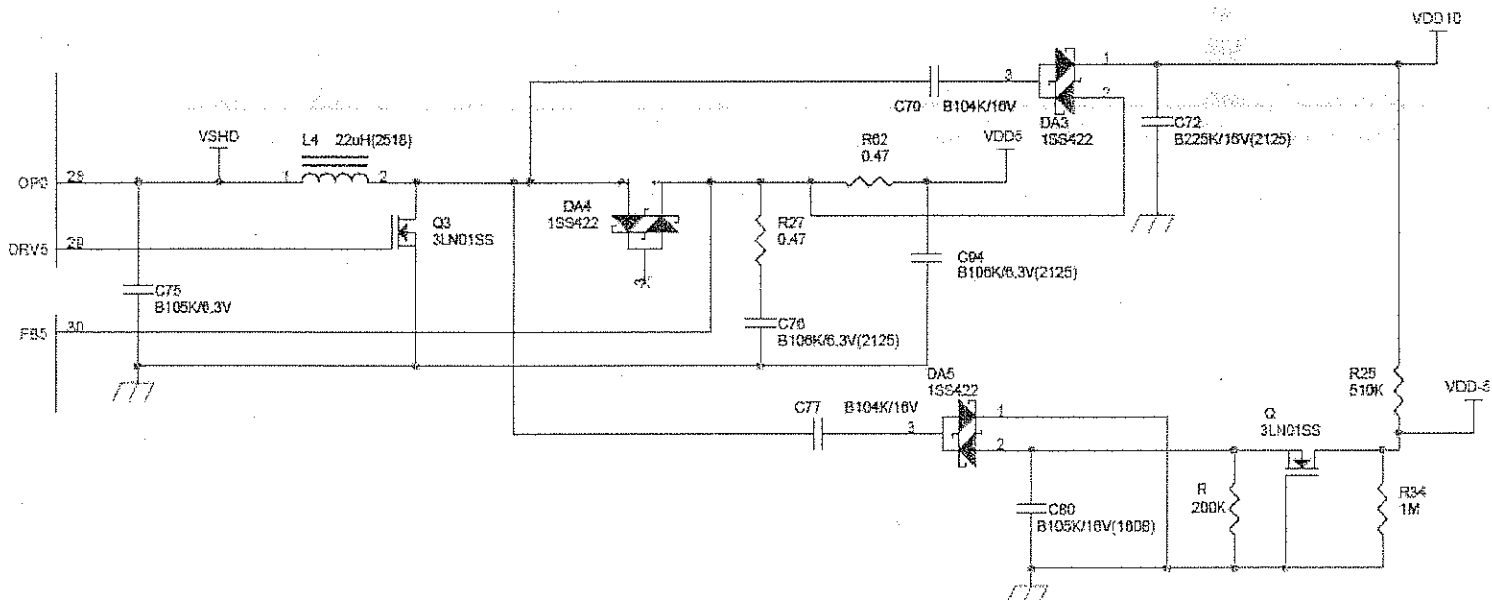 VDD10
1
3
C70
B104K/16V
2
DA3
1SS422
C72
B225K/16V(2125)
VSHD
L4 22uH(2518)
R62
0.47
VDD5
28
1
2
Q3
3LN01SS
DA4
1SS422
R27
0.47
DRV5
C94
B106K/6.3V(2125)
C75
B105K/6.3V
3
FB5
30
C76
B106K/6.3V(2125)
DA5
1SS422
R25
510K
VDD-5
C77
B104K/16V
3
1
Q
3LN01SS
2
C80
B105K/16V(1608)
R
200K
R34
1M